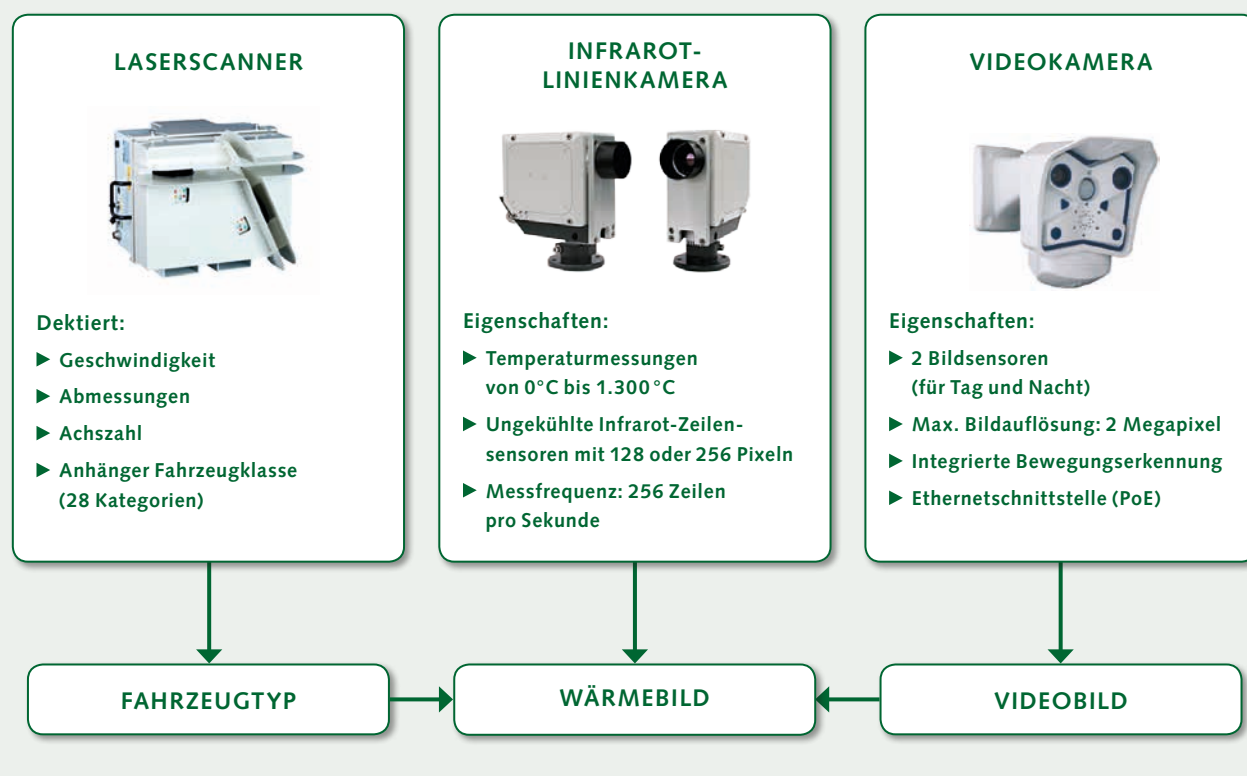 LASERSCANNER
Dektiert:
► Geschwindigkeit
► Abmessungen
► Achszahl
► Anhänger Fahrzeugklasse
(28 Kategorien)
INFRAROT-
LINIENKAMERA
Eigenschaften:
► Temperaturmessungen
von 0°C bis 1.300°C
► Ungekühlte Infrarot-Zeilen-
sensoren mit 128 oder 256 Pixeln
► Messfrequenz: 256 Zeilen
pro Sekunde
VIDEOKAMERA
Eigenschaften:
► 2 Bildsensoren
(für Tag und Nacht)
► Max. Bildauflösung: 2 Megapixel
► Integrierte Bewegungserkennung
► Ethernetschnittstelle (PoE)
FAHRZEUGTYP
WÄRMEBILD
VIDEOBILD